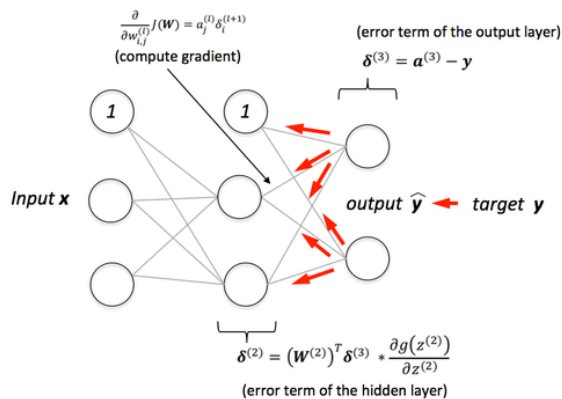 ∂/∂w_{i,j}^{(l)} J(W) = a_j^{(l)} δ_i^{(l+1)}
(compute gradient)
(error term of the output layer)
δ^{(3)} = a^{(3)} − y
1
1
Input x
output ŷ
target y
δ^{(2)} = (W^{(2)})^T δ^{(3)} * ∂g(z^{(2)})/∂z^{(2)}
(error term of the hidden layer)